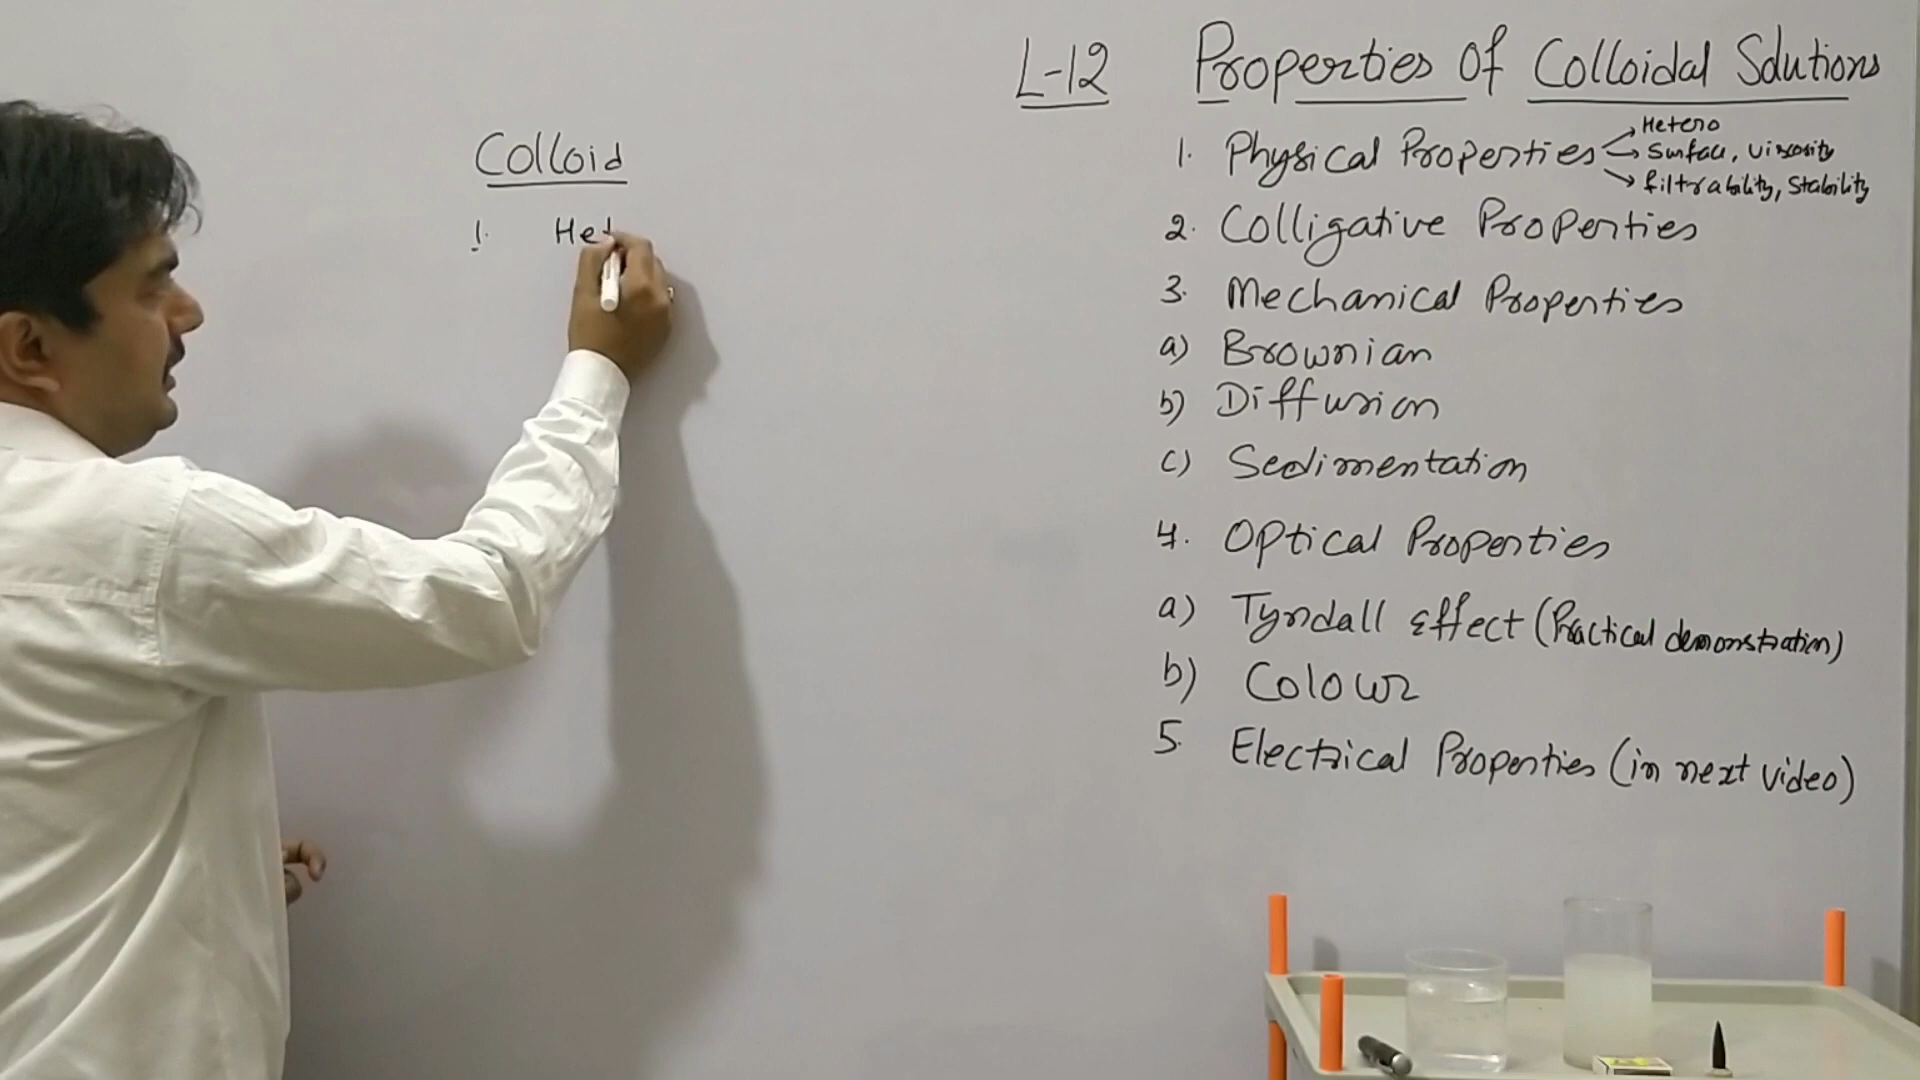 Colloid
1. Het
L-12 Properties Of Colloidal Solutions
1. Physical Properties
Hetero
Surface, Viscosity
filtrability, Stability
2. Colligative Properties
3. Mechanical Properties
a) Brownian
b) Diffusion
c) Sedimentation
4. Optical Properties
a) Tyndall Effect (Practical demonstration)
b) Colour
5. Electrical Properties (in next video)